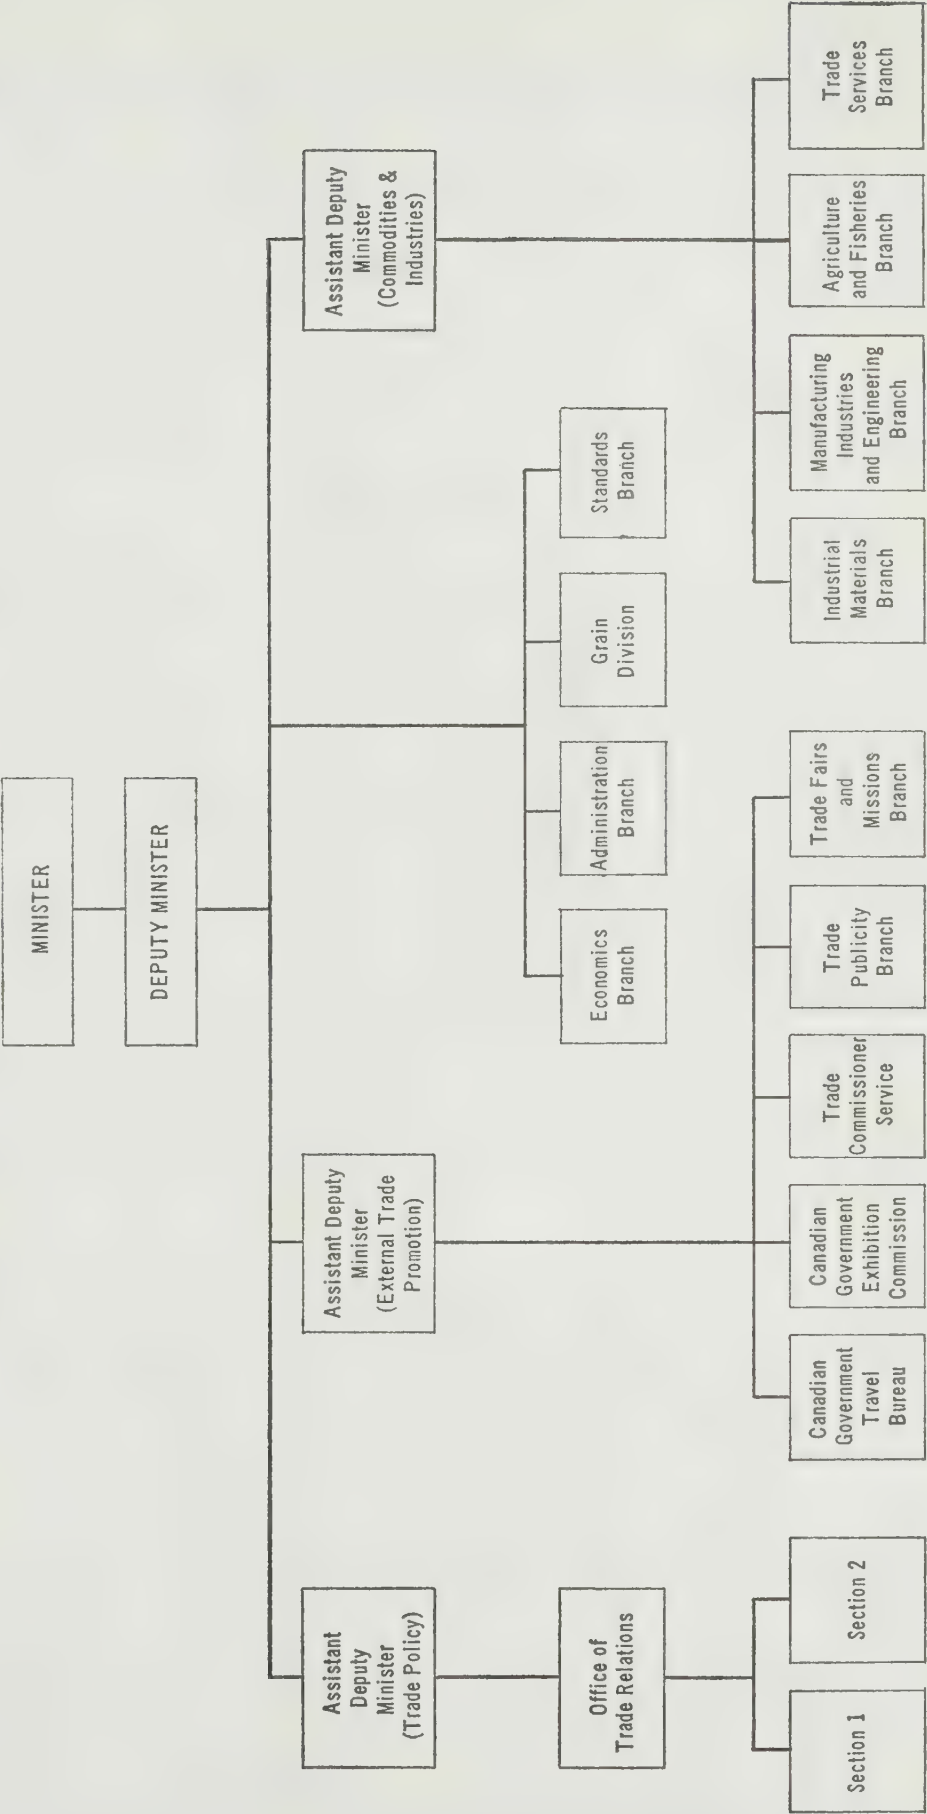 MINISTER
DEPUTY MINISTER
Assistant
Deputy
Minister
(Trade Policy)
Assistant Deputy
Minister
(External Trade
Promotion)
Assistant Deputy
Minister
(Commodities &
Industries)
Office of
Trade Relations
Economics
Branch
Administration
Branch
Grain
Division
Standards
Branch
Section 1
Section 2
Canadian
Government
Travel
Bureau
Canadian
Government
Exhibition
Commission
Trade
Commissioner
Service
Trade
Publicity
Branch
Trade Fairs
and
Missions
Branch
Industrial
Materials
Branch
Manufacturing
Industries
and Engineering
Branch
Agriculture
and Fisheries
Branch
Trade
Services
Branch